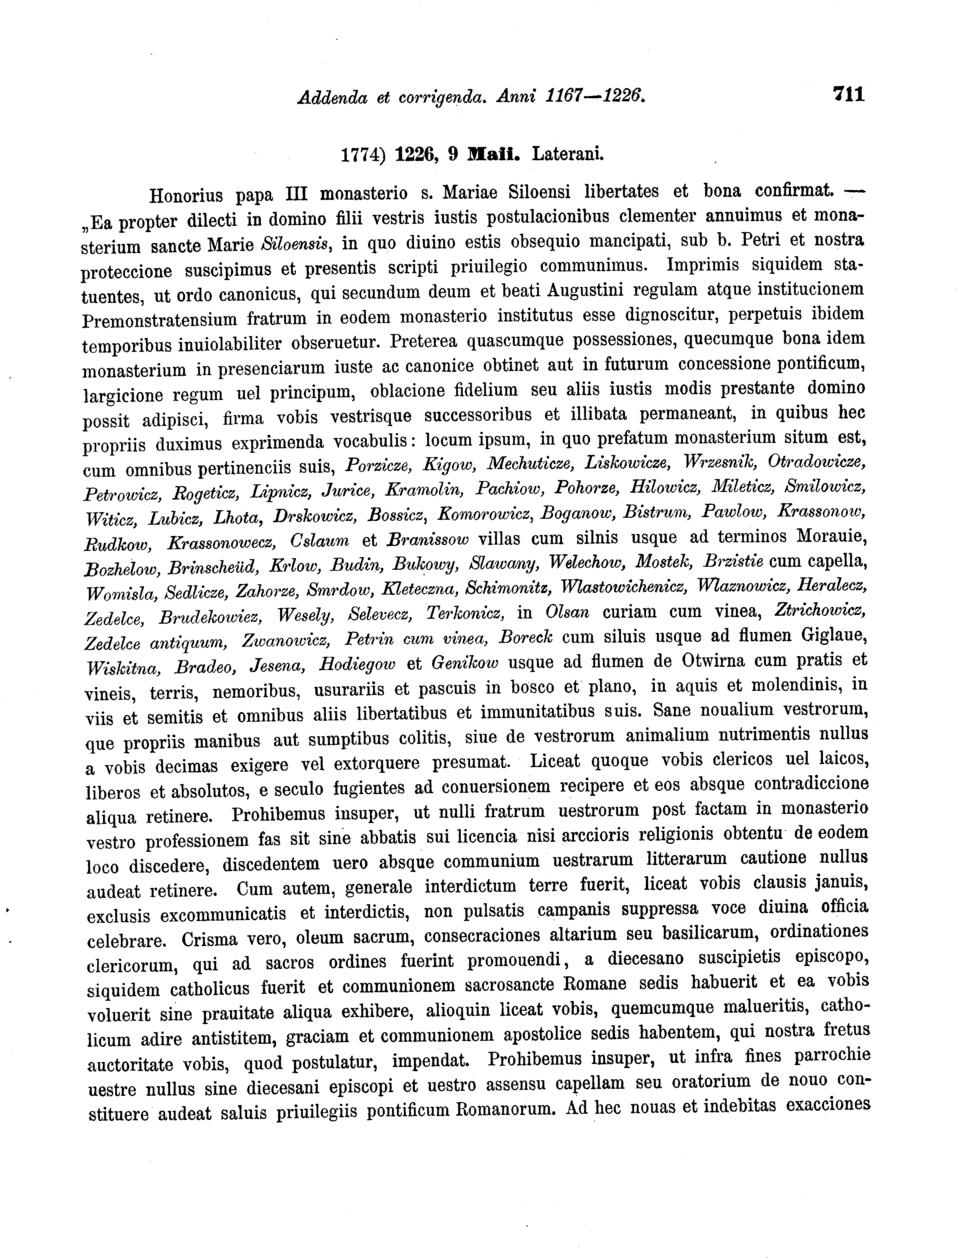 Addenda et corrigenda. Anni 1167—1226. 711
1774) 1226, 9 Maii. Laterani.
Honorius papa III monasterio s. Mariae Siloensi libertates et bona confirmat. —
„Ea propter dilecti in domino filii vestris iustis postulacionibus clementer annuimus et mona-
sterium sancte Marie Siloensis, in quo diuino estis obsequio mancipati, sub b. Petri et nostra
proteccione suscipimus et presentis scripti priuilegio communimus. Imprimis siquidem sta-
tuentes, ut ordo canonicus, qui secundum deum et beati Augustini regulam atque institucionem
Premonstratensium fratrum in eodem monasterio institutus esse dignoscitur, perpetuis ibidem
temporibus inuiolabiliter obseruetur. Preterea quascumque possessiones, quecumque bona idem
monasterium in presenciarum iuste ac canonice obtinet aut in futurum concessione pontificum,
largicione regum uel principum, oblacione fidelium seu aliis iustis modis prestante domino
possit adipisci, firma vobis vestrisque successoribus et illibata permaneant, in quibus hec
propriis duximus exprimenda vocabulis: locum ipsum, in quo prefatum monasterium situm est,
cum omnibus pertinenciis suis, Porzicze, Kigow, Mechuticze, Liskowicze, Wrzesnik, Otradowicze,
Petrowicz, Rogeticz, Lipnicz, Jurice, Kramolin, Pachiow, Pohorze, Hilowicz, Mileticz, Smilowicz,
Witicz, Lubicz, Lhota, Drskowicz, Bossicz, Komorowicz, Boganow, Bistrum, Pawlow, Krassonow,
Rudkow, Krassonowecz, Cslaum et Branissow villas cum silnis usque ad terminos Morauie,
Bozhelow, Brinscheüd, Krlow, Budin, Bukowy, Slawany, Welechow, Mostek, Brzistie cum capella,
Womisla, Sedlicze, Zahorze, Smrdow, Kleteczna, Schimonitz, Wlastowichenicz, Wlaznowicz, Heralecz,
Zedelce, Brudekowiez, Wesely, Selevecz, Terkonicz, in Olsan curiam cum vinea, Ztrichowicz,
Zedelce antiquum, Zwanowicz, Petrin cum vinea, Boreck cum siluis usque ad flumen Giglaue,
Wiskitna, Bradeo, Jesena, Hodiegow et Genikow usque ad flumen de Otwirna cum pratis et
vineis, terris, nemoribus, usurariis et pascuis in bosco et plano, in aquis et molendinis, in
viis et semitis et omnibus aliis libertatibus et immunitatibus suis. Sane noualium vestrorum,
que propriis manibus aut sumptibus colitis, siue de vestrorum animalium nutrimentis nullus
a vobis decimas exigere vel extorquere presumat. Liceat quoque vobis clericos uel laicos,
liberos et absolutos, e seculo fugientes ad conuersionem recipere et eos absque contradiccione
aliqua retinere. Prohibemus insuper, ut nulli fratrum uestrorum post factam in monasterio
vestro professionem fas sit sine abbatis sui licencia nisi arccioris religionis obtentu de eodem
loco discedere, discedentem uero absque communium uestrarum litterarum cautione nullus
audeat retinere. Cum autem, generale interdictum terre fuerit, liceat vobis clausis januis,
exclusis excommunicatis et interdictis, non pulsatis campanis suppressa voce diuina officia
celebrare. Crisma vero, oleum sacrum, consecraciones altarium seu basilicarum, ordinationes
clericorum, qui ad sacros ordines fuerint promouendi, a diecesano suscipietis episcopo,
siquidem catholicus fuerit et communionem sacrosancte Romane sedis habuerit et ea vobis
voluerit sine prauitate aliqua exhibere, alioquin liceat vobis, quemcumque malueritis, catho-
licum adire antistitem, graciam et communionem apostolice sedis habentem, qui nostra fretus
auctoritate vobis, quod postulatur, impendat. Prohibemus insuper, ut infra fines parrochie
uestre nullus sine diecesani episcopi et uestro assensu capellam seu oratorium de nouo con-
stituere audeat saluis priuilegiis pontificum Romanorum. Ad hec nouas et indebitas exacciones